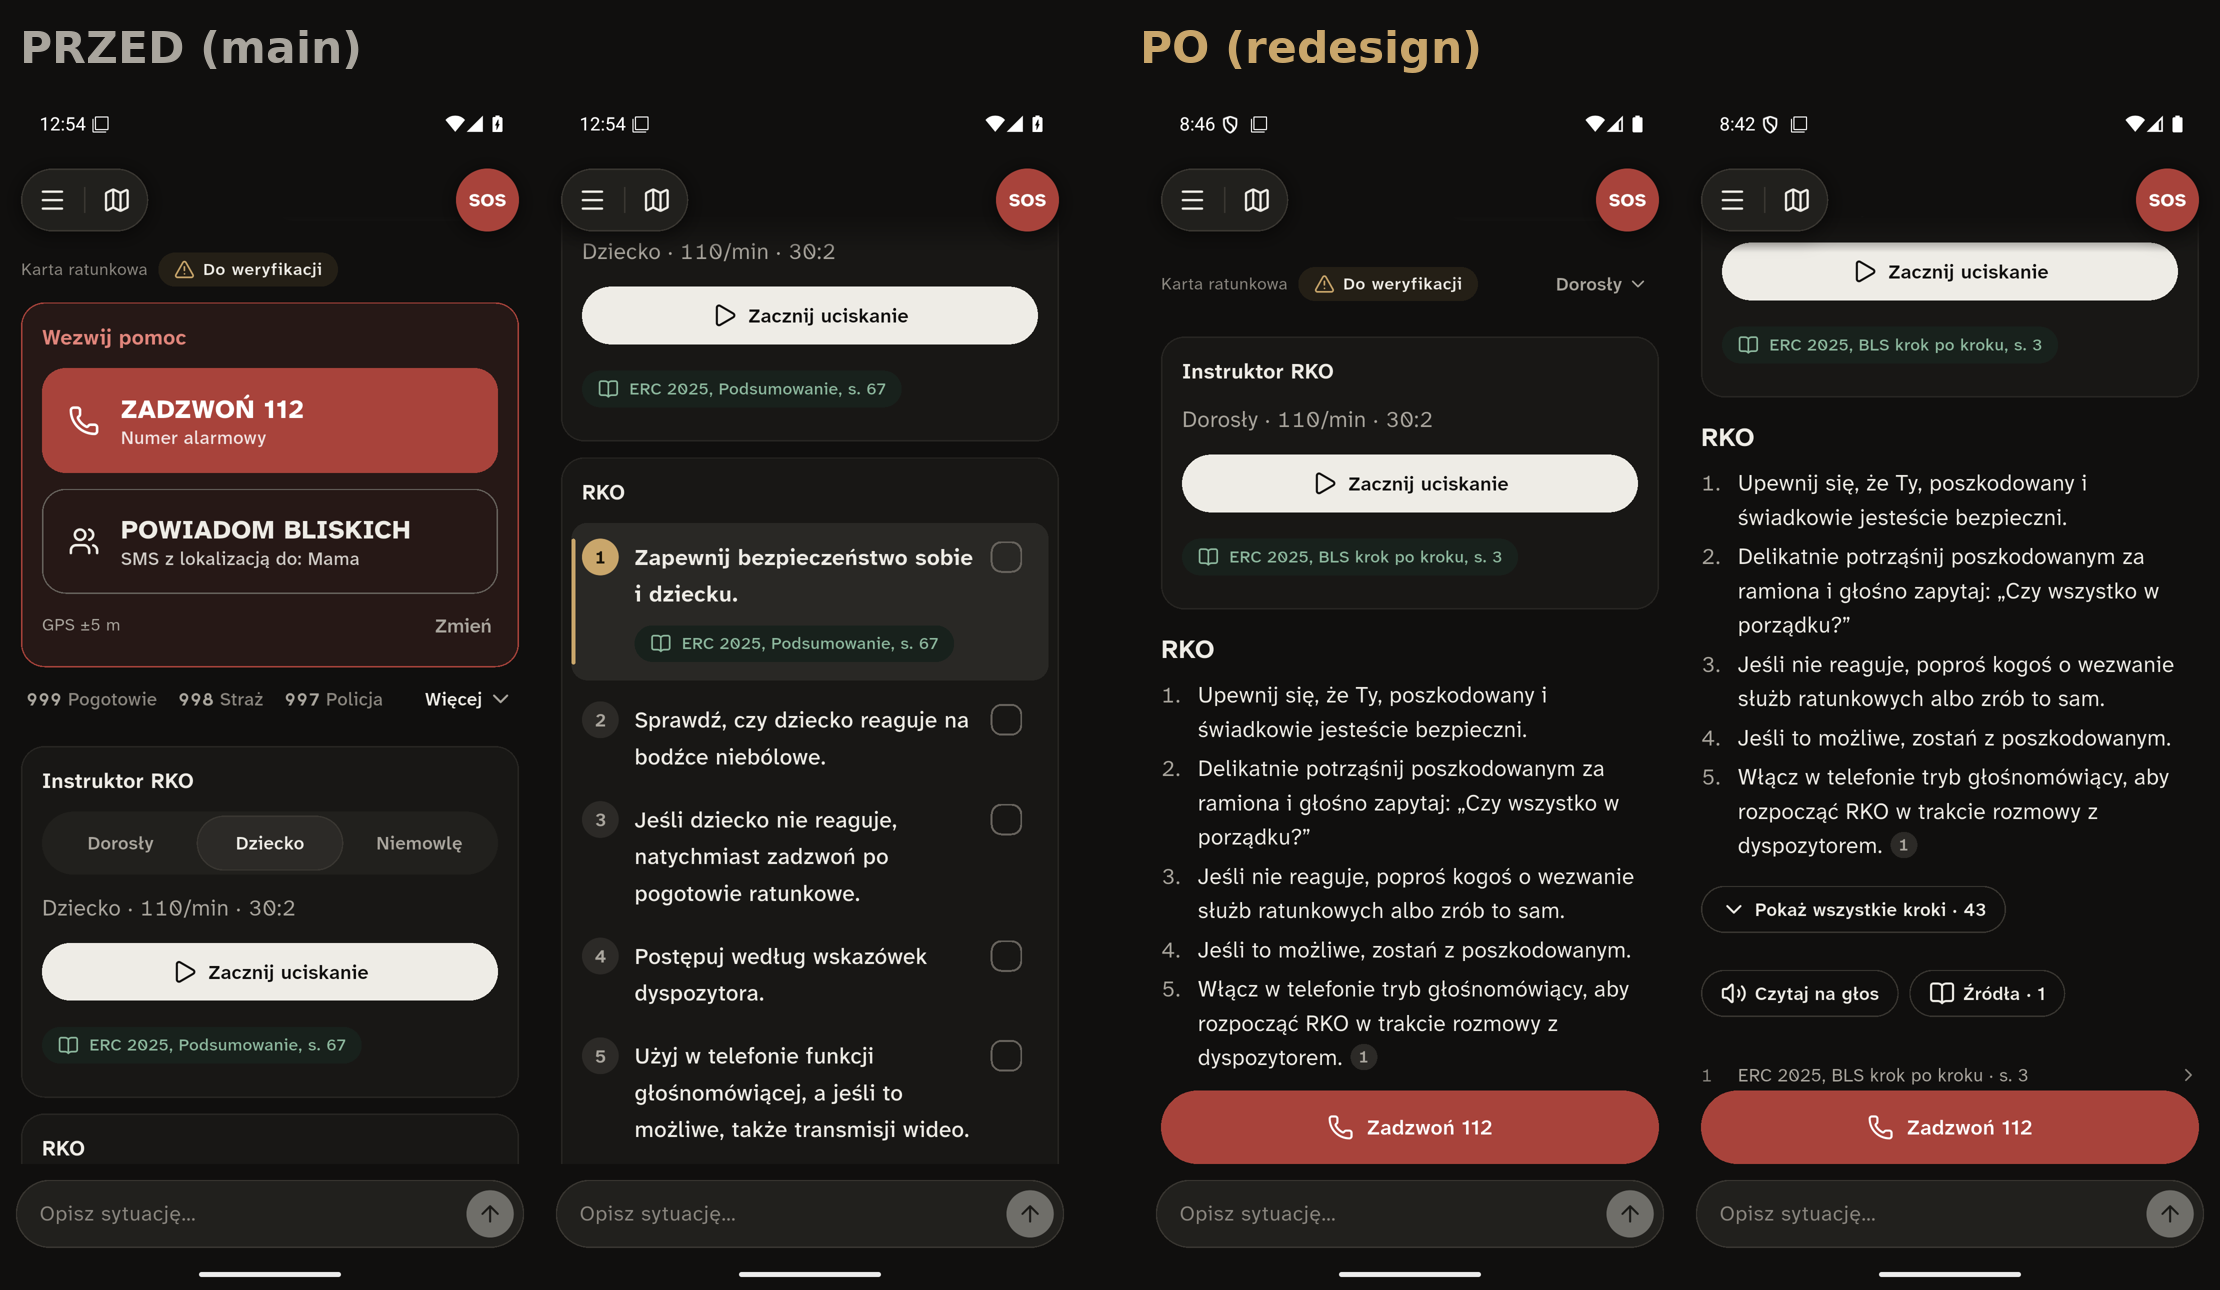 PRZED (main)
12:54
SOS
Karta ratunkowa
Do weryfikacji
Wezwij pomoc
ZADZWOŃ 112
Numer alarmowy
POWIADOM BLISKICH
SMS z lokalizacją do: Mama
GPS ±5 m
Zmień
999 Pogotowie 998 Straż 997 Policja Więcej
Instruktor RKO
Dorosły Dziecko Niemowlę
Dziecko · 110/min · 30:2
Zacznij uciskanie
ERC 2025, Podsumowanie, s. 67
RKO
Opisz sytuację...
12:54
SOS
Dziecko · 110/min · 30:2
Zacznij uciskanie
ERC 2025, Podsumowanie, s. 67
RKO
1 Zapewnij bezpieczeństwo sobie
i dziecku.
ERC 2025, Podsumowanie, s. 67
2 Sprawdź, czy dziecko reaguje na
bodźce niebólowe.
3 Jeśli dziecko nie reaguje,
natychmiast zadzwoń po
pogotowie ratunkowe.
4 Postępuj według wskazówek
dyspozytora.
5 Użyj w telefonie funkcji
głośnomówiącej, a jeśli to
możliwe, także transmisji wideo.
Opisz sytuację...
PO (redesign)
8:46
SOS
Karta ratunkowa
Do weryfikacji
Dorosły
Instruktor RKO
Dorosły · 110/min · 30:2
Zacznij uciskanie
ERC 2025, BLS krok po kroku, s. 3
RKO
1. Upewnij się, że Ty, poszkodowany i
świadkowie jesteście bezpieczni.
2. Delikatnie potrząśnij poszkodowanym za
ramiona i głośno zapytaj: „Czy wszystko w
porządku?”
3. Jeśli nie reaguje, poproś kogoś o wezwanie
służb ratunkowych albo zrób to sam.
4. Jeśli to możliwe, zostań z poszkodowanym.
5. Włącz w telefonie tryb głośnomówiący, aby
rozpocząć RKO w trakcie rozmowy z
dyspozytorem. 1
Zadzwoń 112
Opisz sytuację...
8:42
SOS
Zacznij uciskanie
ERC 2025, BLS krok po kroku, s. 3
RKO
1. Upewnij się, że Ty, poszkodowany i
świadkowie jesteście bezpieczni.
2. Delikatnie potrząśnij poszkodowanym za
ramiona i głośno zapytaj: „Czy wszystko w
porządku?”
3. Jeśli nie reaguje, poproś kogoś o wezwanie
służb ratunkowych albo zrób to sam.
4. Jeśli to możliwe, zostań z poszkodowanym.
5. Włącz w telefonie tryb głośnomówiący, aby
rozpocząć RKO w trakcie rozmowy z
dyspozytorem. 1
Pokaż wszystkie kroki · 43
Czytaj na głos
Źródła · 1
1 ERC 2025, BLS krok po kroku · s. 3
Zadzwoń 112
Opisz sytuację...